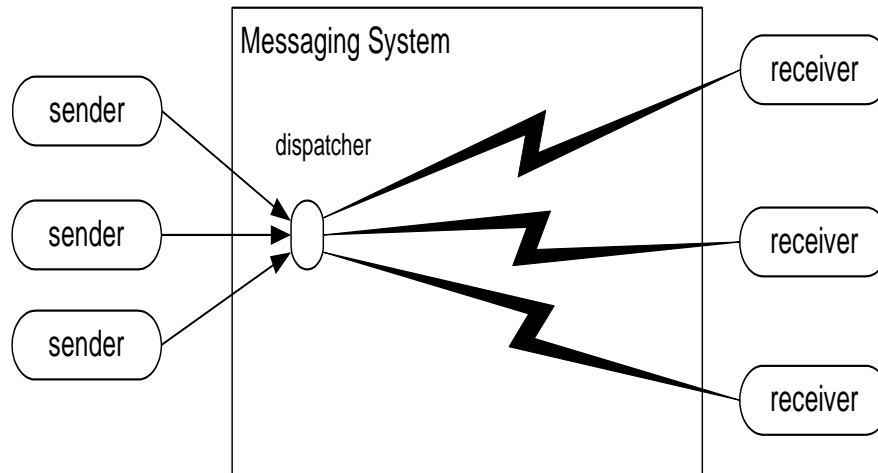 Messaging System
sender
dispatcher
sender
sender
receiver
receiver
receiver